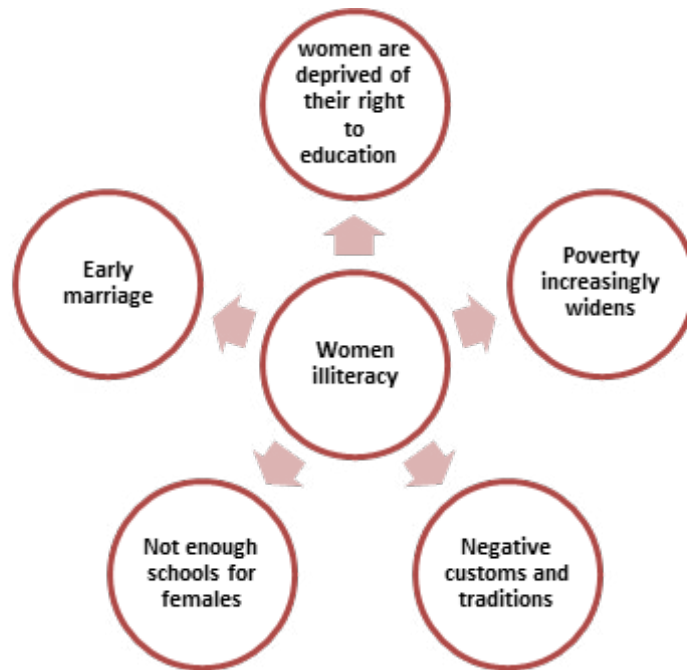 women are
deprived of
their right
to
education
Early
marriage
Poverty
increasingly
widens
Women
illiteracy
Not enough
schools for
females
Negative
customs and
traditions